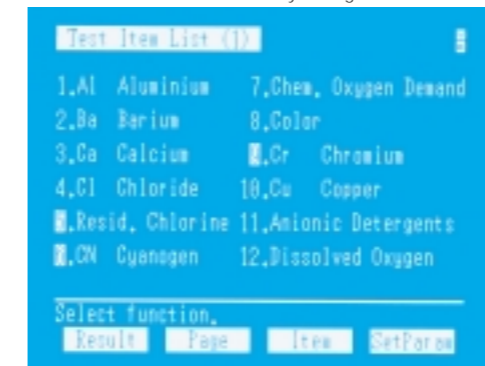 Test Item List (1)
1.Al Aluminium 7.Chem. Oxygen Demand
2.Ba Barium 8.Color
3.Ca Calcium .Cr Chromium
4.Cl Chloride 10.Cu Copper
.Resid. Chlorine 11.Anionic Detergents
.CN Cyanogen 12.Dissolved Oxygen
Select function.
Result Page Item SetParam